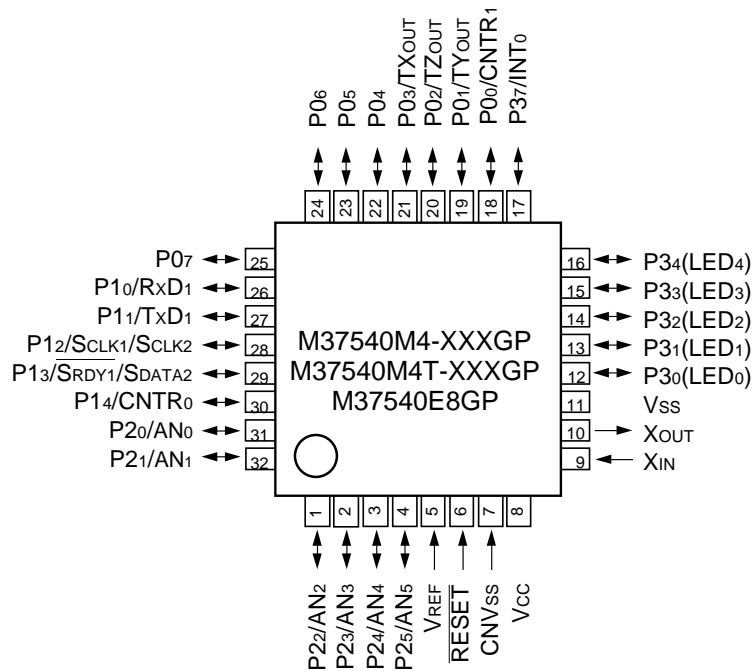 P06
P05
P04
P03/TXOUT
P02/TZOUT
P01/TYOUT
P00/CNTR1
P37/INT0
24
23
22
21
20
19
18
17
P07
25
P10/RXD1
26
P11/TXD1
27
P12/SCLK1/SCLK2
28
P13/SRDY1/SDATA2
29
P14/CNTR0
30
P20/AN0
31
P21/AN1
32
M37540M4-XXXGP
M37540M4T-XXXGP
M37540E8GP
16
P34(LED4)
15
P33(LED3)
14
P32(LED2)
13
P31(LED1)
12
P30(LED0)
11
VSS
10
XOUT
9
XIN
1
2
3
4
5
6
7
8
P22/AN2
P23/AN3
P24/AN4
P25/AN5
VREF
RESET
CNVSS
VCC